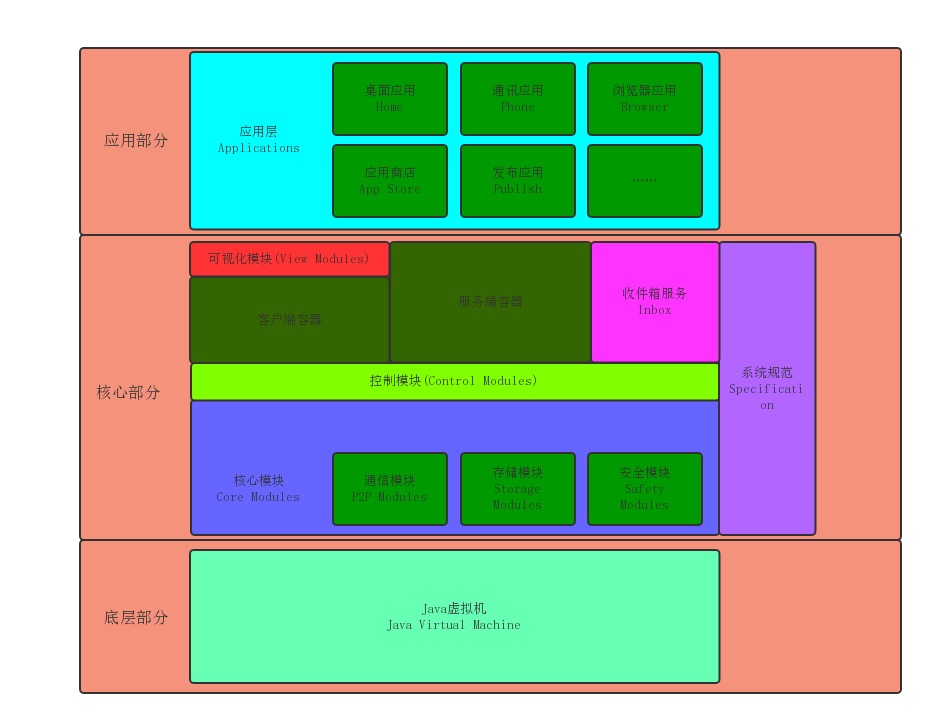 应用部分
应用层
Applications
桌面应用
Home
通讯应用
Phone
浏览器应用
Browser
应用商店
App Store
发布应用
Publish
......
核心部分
可视化模块(View Modules)
客户端容器
服务端容器
收件箱服务
Inbox
系统规范
Specificati
on
控制模块(Control Modules)
核心模块
Core Modules
通信模块
P2P Modules
存储模块
Storage
Modules
安全模块
Safety
Modules
底层部分
Java虚拟机
Java Virtual Machine